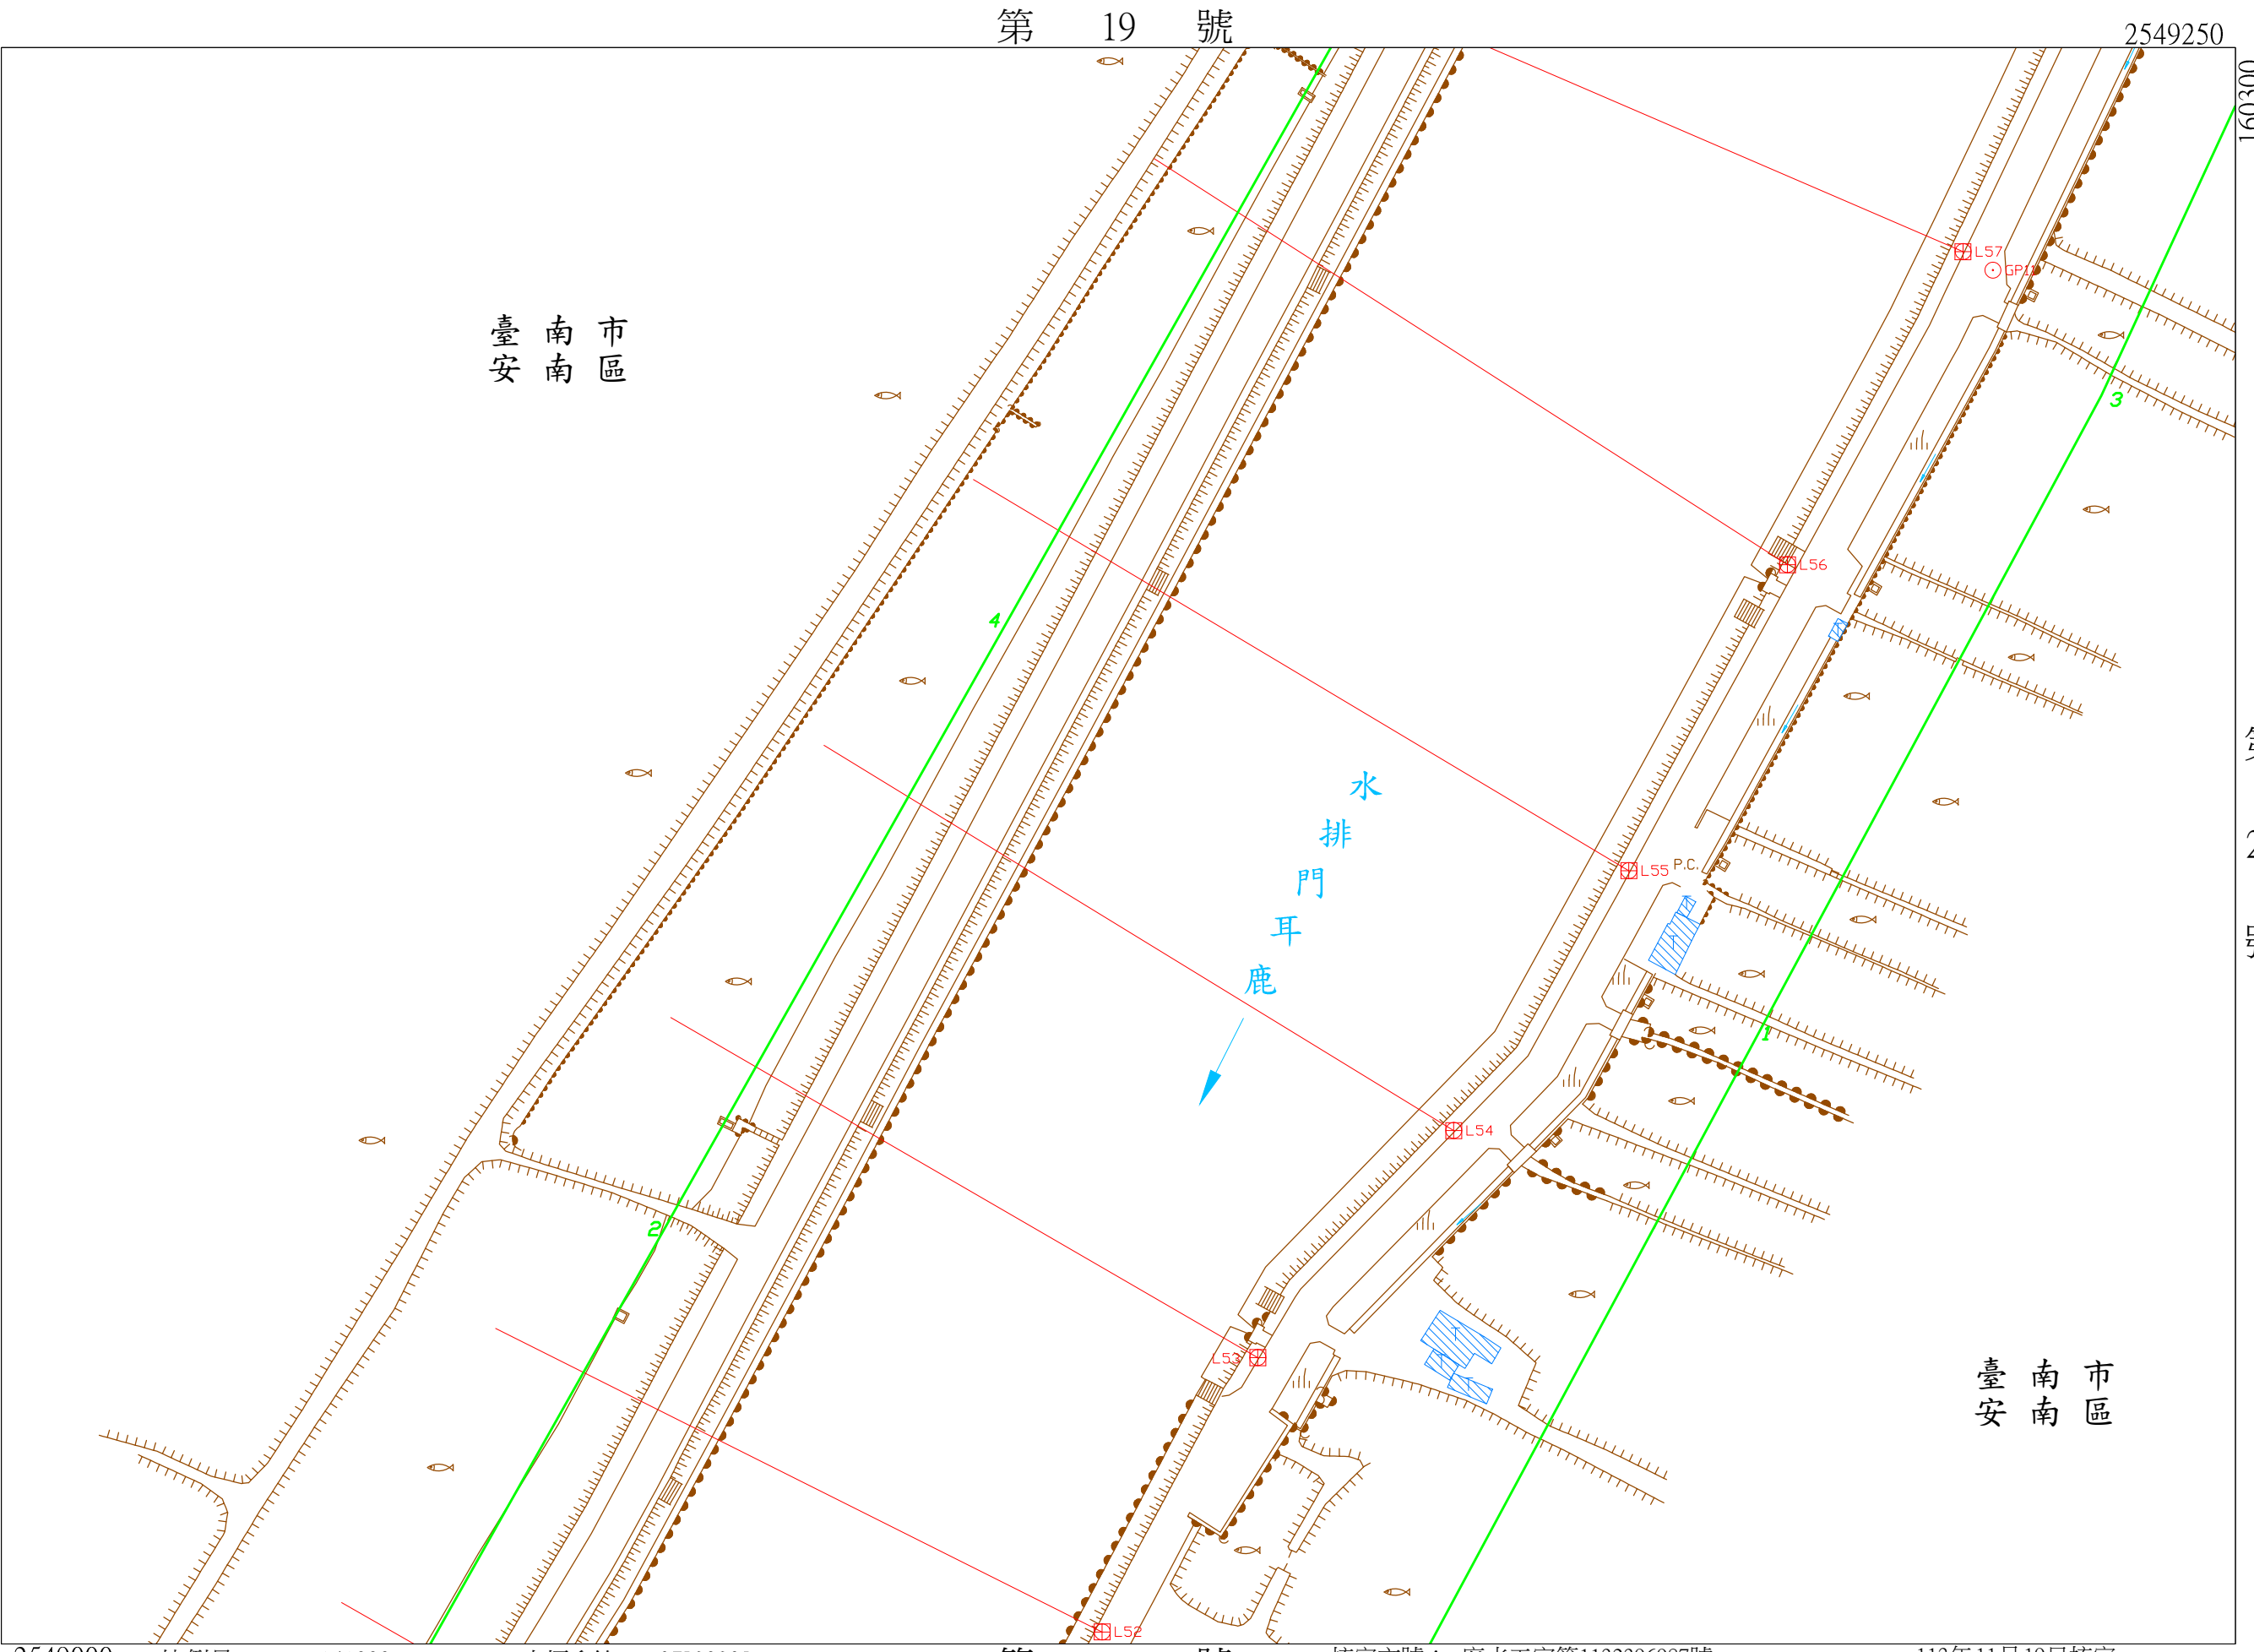 第 19 號
2549250
160300
臺 南 市
安 南 區
L57
GP11
3
L56
4
T
水
排
門
耳
鹿
P.C.
L55
T
T
1
L54
2
T
T
T
L53
臺 南 市
安 南 區
L52